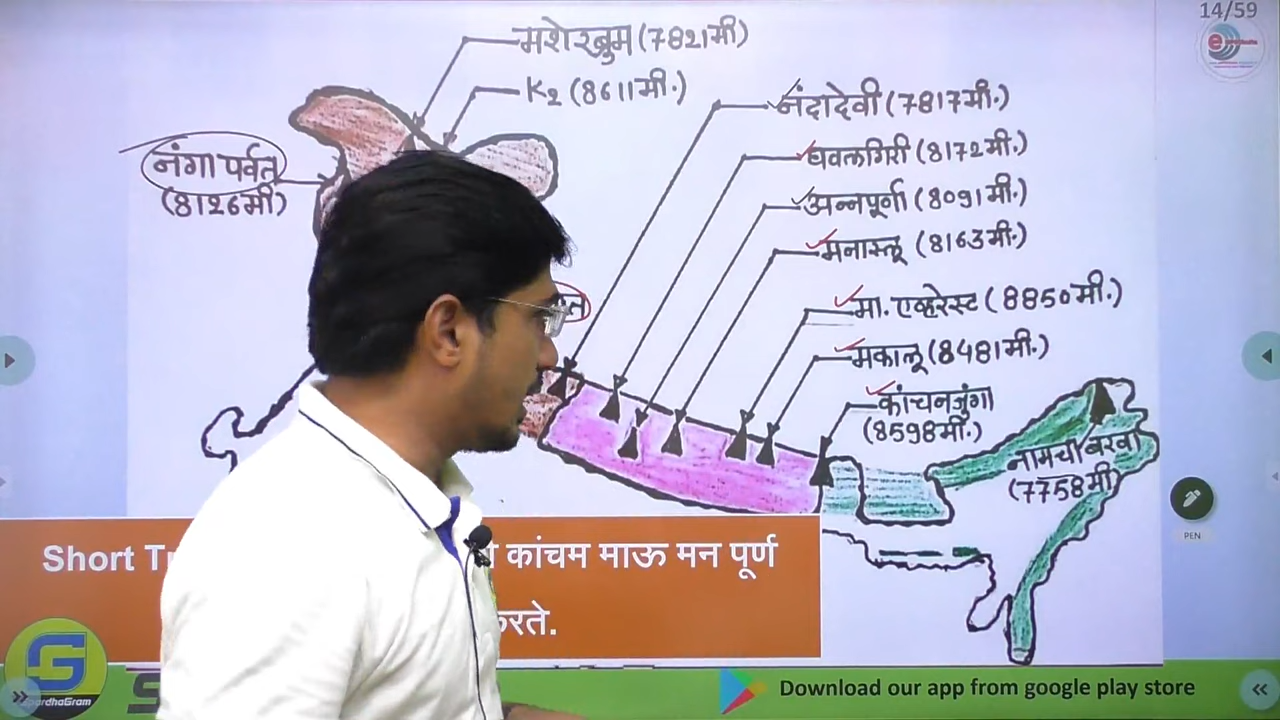 14/59
मशेरब्रुम (7821मी)
K2 (8611मी.)
नंगा पर्वत
(8126मी)
नंदादेवी (7817मी.)
धवलगिरी (8172मी.)
अन्नपूर्णा (8091मी.)
मनास्लू (8163मी.)
मा. एव्हरेस्ट (8850मी.)
मकालू (8481मी.)
कांचनजुंगा
(8598मी.)
नामचा बरवा
(7758मी)
Short
कांचम माऊ मन पूर्ण
करते.
SpardhaGram
Download our app from google play store
PEN